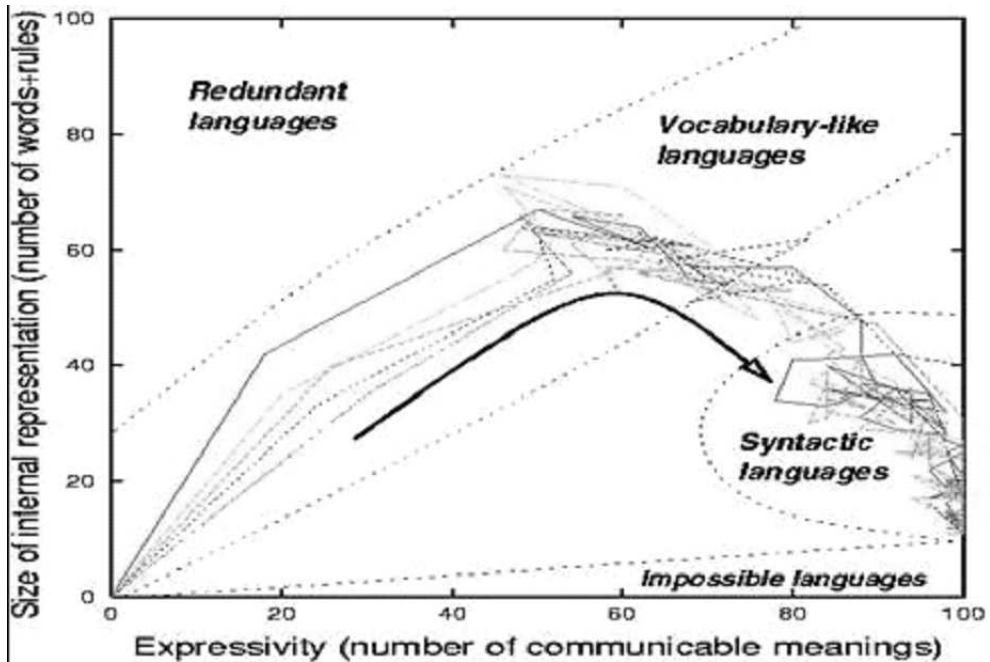 Size of internal representation (number of words+rules)
100
80
60
40
20
0
Redundant
languages
Vocabulary-like
languages
Syntactic
languages
Impossible languages
0
20
40
60
80
100
Expressivity (number of communicable meanings)